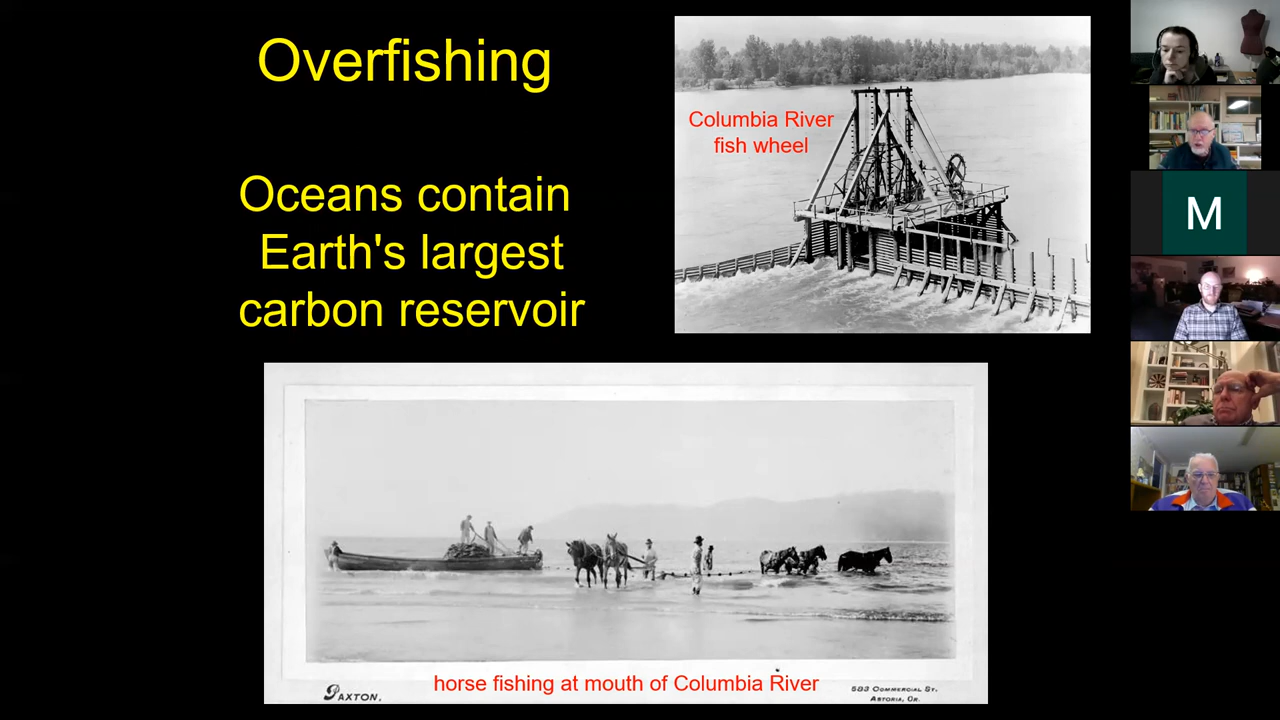 Overfishing
Oceans contain
Earth's largest
carbon reservoir
Columbia River
fish wheel
M
horse fishing at mouth of Columbia River
PAXTON.
583 COMMERCIAL ST.
ASTORIA, OR.